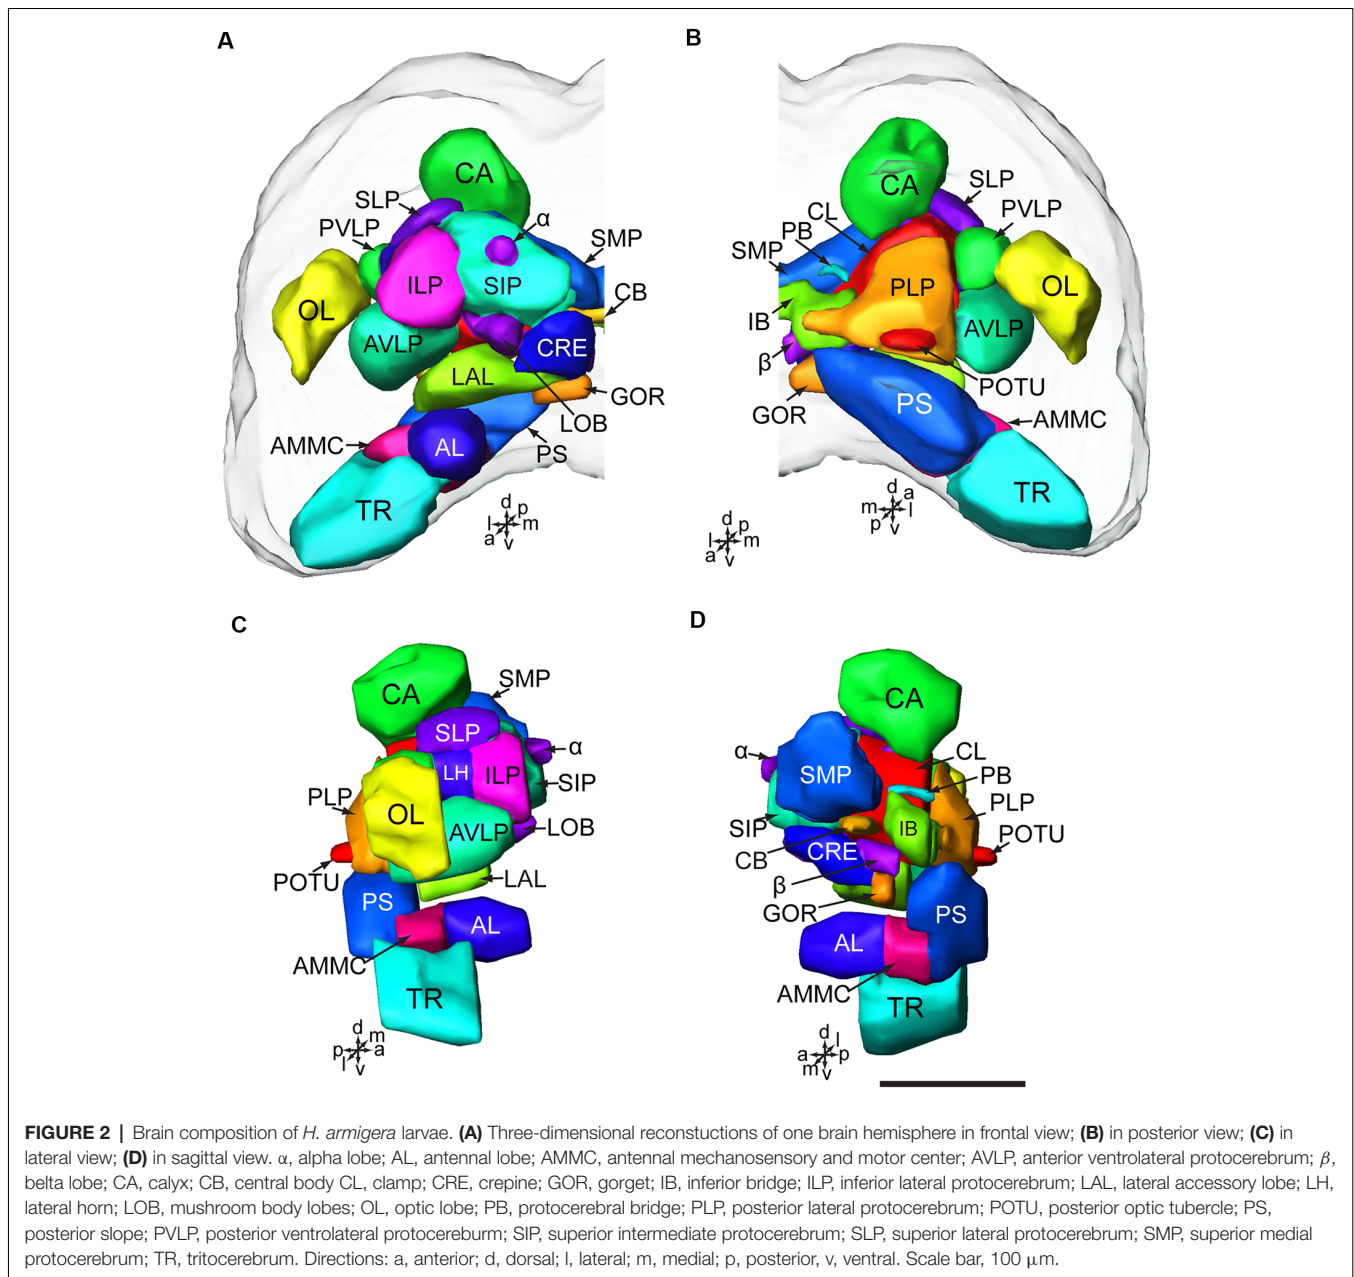 A
CA
SLP
α
PVLP
SMP
ILP
SIP
CB
OL
AVLP
CRE
LAL
GOR
LOB
AMMC
AL
PS
TR
d
p
l
m
a
v
B
CA
SLP
CL
PVLP
PB
SMP
PLP
OL
IB
AVLP
β
POTU
GOR
PS
AMMC
TR
d
a
m
l
p
v
d
p
l
m
a
v
C
CA
SMP
SLP
α
LH
ILP
SIP
PLP
OL
AVLP
LOB
POTU
LAL
PS
AL
AMMC
TR
d
m
p
a
l
v
D
CA
α
CL
SMP
PB
PLP
SIP
IB
POTU
CB
CRE
β
GOR
PS
AL
AMMC
TR
d
l
a
p
m
v
FIGURE 2 | Brain composition of H. armigera larvae. (A) Three-dimensional reconstuctions of one brain hemisphere in frontal view; (B) in posterior view; (C) in
lateral view; (D) in sagittal view. α, alpha lobe; AL, antennal lobe; AMMC, antennal mechanosensory and motor center; AVLP, anterior ventrolateral protocerebrum; β,
belta lobe; CA, calyx; CB, central body CL, clamp; CRE, crepine; GOR, gorget; IB, inferior bridge; ILP, inferior lateral protocerebrum; LAL, lateral accessory lobe; LH,
lateral horn; LOB, mushroom body lobes; OL, optic lobe; PB, protocerebral bridge; PLP, posterior lateral protocerebrum; POTU, posterior optic tubercle; PS,
posterior slope; PVLP, posterior ventrolateral protoceburm; SIP, superior intermediate protocerebrum; SLP, superior lateral protocerebrum; SMP, superior medial
protocerebrum; TR, tritocerebrum. Directions: a, anterior; d, dorsal; l, lateral; m, medial; p, posterior, v, ventral. Scale bar, 100 μm.